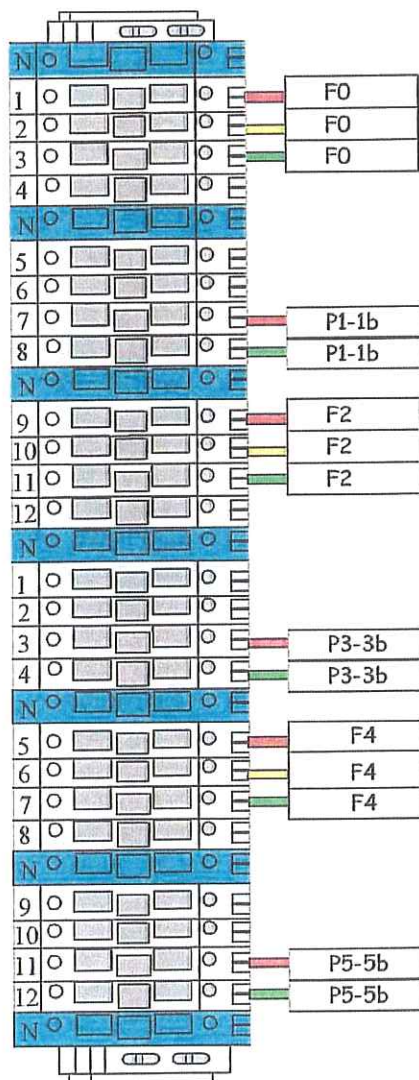 N
1 F0
2 F0
3 F0
4
N
5
6
7 P1-1b
8 P1-1b
N
9 F2
10 F2
11 F2
12
N
1
2
3 P3-3b
4 P3-3b
N
5 F4
6 F4
7 F4
8
N
9
10
11 P5-5b
12 P5-5b
N